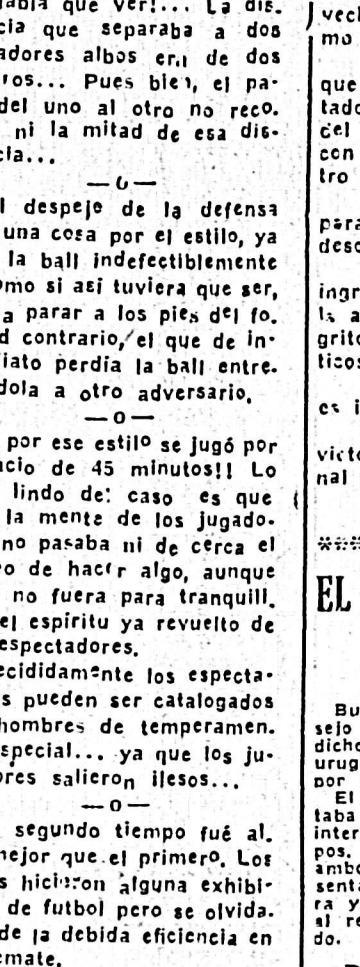 había que ver!... La dis-
cia que separaba a dos
adores albos era de dos
ros... Pues bien, el pa-
del uno al otro no reco.
ni la mitad de esa dis-
cia...
— o —
l despejo de la defensa
una cosa por el estilo, ya
la ball indefectiblemente
omo si asi tuviera que ser,
a parar a los pies del fo.
d contrario, el que de in-
iato perdía la ball entre.
dola a otro adversario.
— o —
por ese estilo se jugó por
acio de 45 minutos!! Lo
lindo del caso es que
la mente de los jugado-
no pasaba ni de cerca el
o de hacer algo, aunque
no fuera para tranquili.
el espíritu ya revuelto de
espectadores.
ecididamente los especta-
s pueden ser catalogados
hombres de temperamen.
special... ya que los ju-
ores salieron ilesos...
— o —
segundo tiempo fué al.
mejor que el primero. Los
s hicieron alguna exhibi-
de futbol pero se olvida.
de la debida eficiencia en
emate.
vech
mo
que
tado
del
con
tro
para
desc
ingr
la a
grito
ticos
es i
victo
nal
EL
Bu
sejo
dicho
urug
por
El
taba
inter
pos.
ambo
senta
ra y
al re
do.